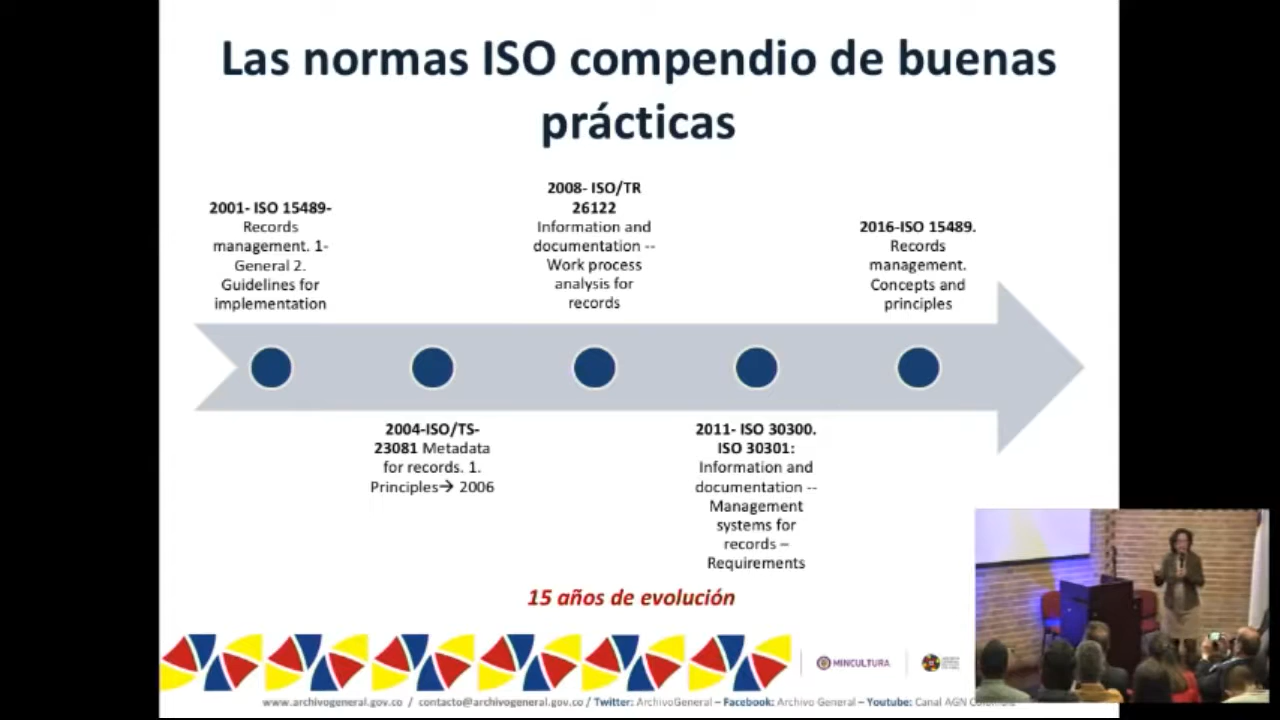 Las normas ISO compendio de buenas
prácticas
2001- ISO 15489-
Records
management. 1-
General 2.
Guidelines for
implementation
2004-ISO/TS-
23081 Metadata
for records. 1.
Principles→ 2006
2008- ISO/TR
26122
Information and
documentation --
Work process
analysis for
records
2011- ISO 30300.
ISO 30301:
Information and
documentation --
Management
systems for
records –
Requirements
2016-ISO 15489.
Records
management.
Concepts and
principles
15 años de evolución
MINCULTURA
www.archivogeneral.gov.co / contacto@archivogeneral.gov.co / Twitter: ArchivoGeneral – Facebook: Archivo General – Youtube: Canal AGN Colombia